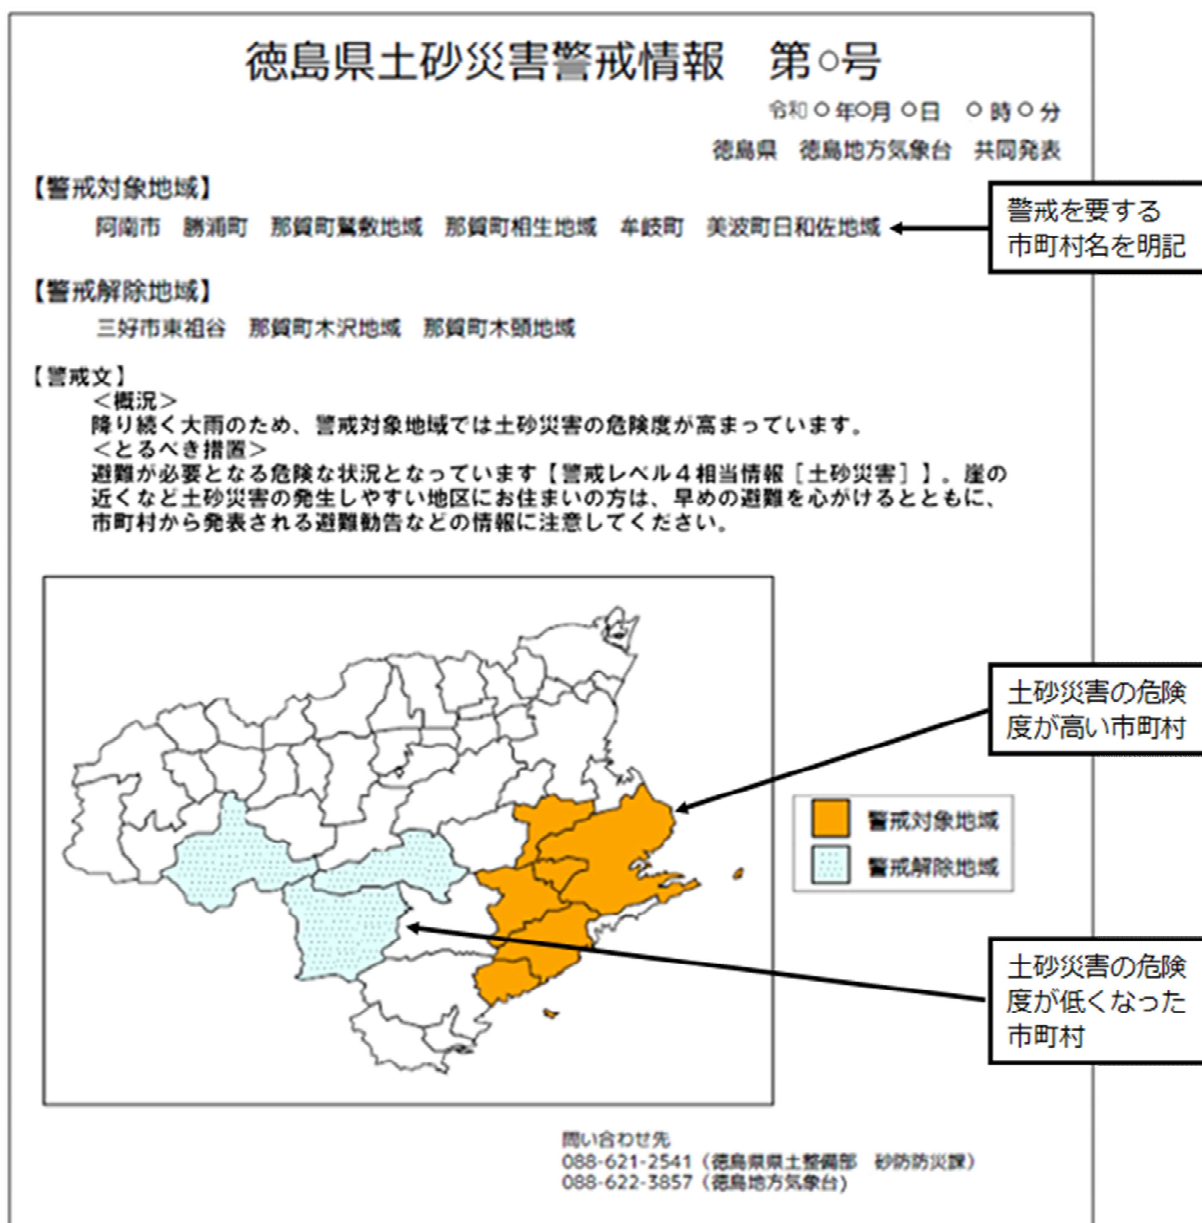 徳島県土砂災害警戒情報　第○号
令和○年○月○日　○時○分
徳島県　徳島地方気象台　共同発表
【警戒対象地域】
阿南市　勝浦町　那賀町鷲敷地域　那賀町相生地域　牟岐町　美波町日和佐地域
警戒を要する
市町村名を明記
【警戒解除地域】
三好市東祖谷　那賀町木沢地域　那賀町木頭地域
【警戒文】
＜概況＞
降り続く大雨のため、警戒対象地域では土砂災害の危険度が高まっています。
＜とるべき措置＞
避難が必要となる危険な状況となっています【警戒レベル４相当情報［土砂災害］】。崖の
近くなど土砂災害の発生しやすい地区にお住まいの方は、早めの避難を心がけるとともに、
市町村から発表される避難勧告などの情報に注意してください。
土砂災害の危険
度が高い市町村
警戒対象地域
警戒解除地域
土砂災害の危険
度が低くなった
市町村
問い合わせ先
088-621-2541（徳島県県土整備部　砂防防災課）
088-622-3857（徳島地方気象台）